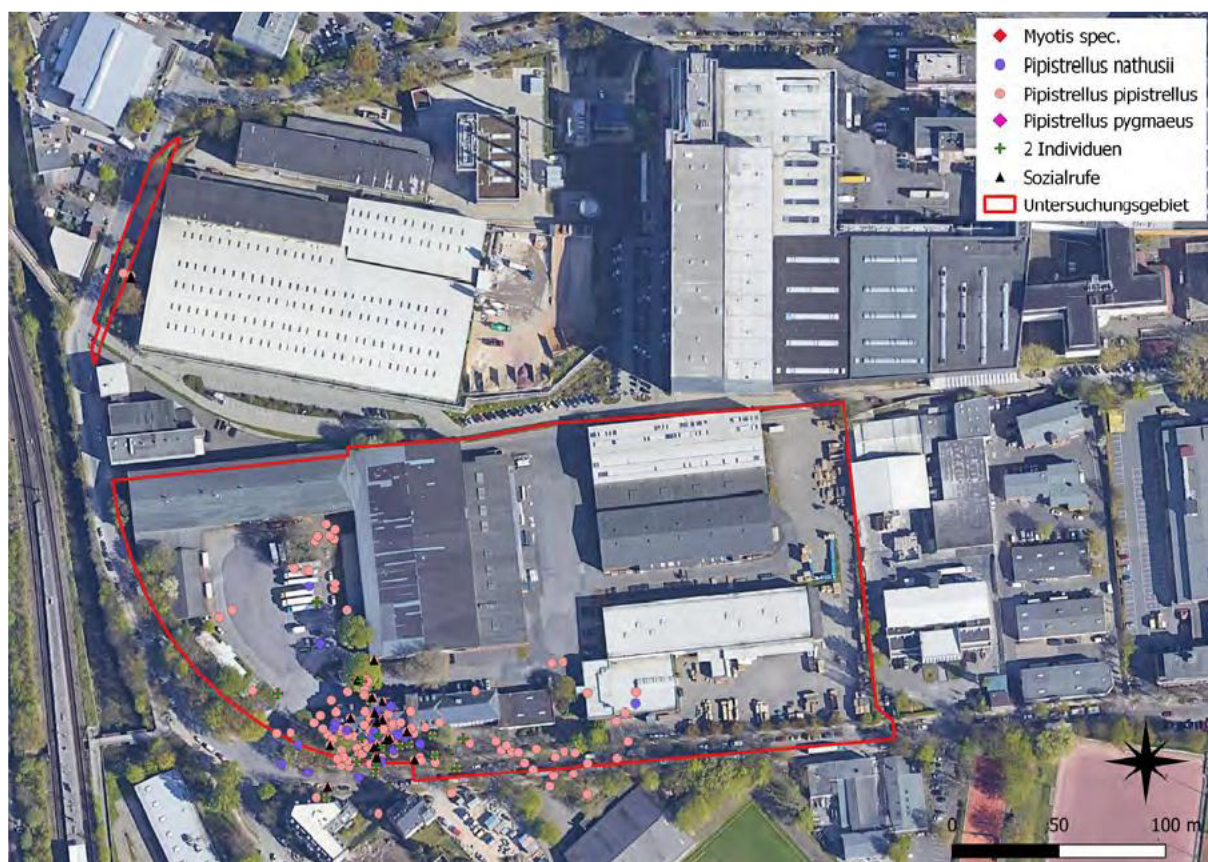 Myotis spec.
Pipistrellus nathusii
Pipistrellus pipistrellus
Pipistrellus pygmaeus
2 Individuen
Sozialrufe
Untersuchungsgebiet
0 50 100 m